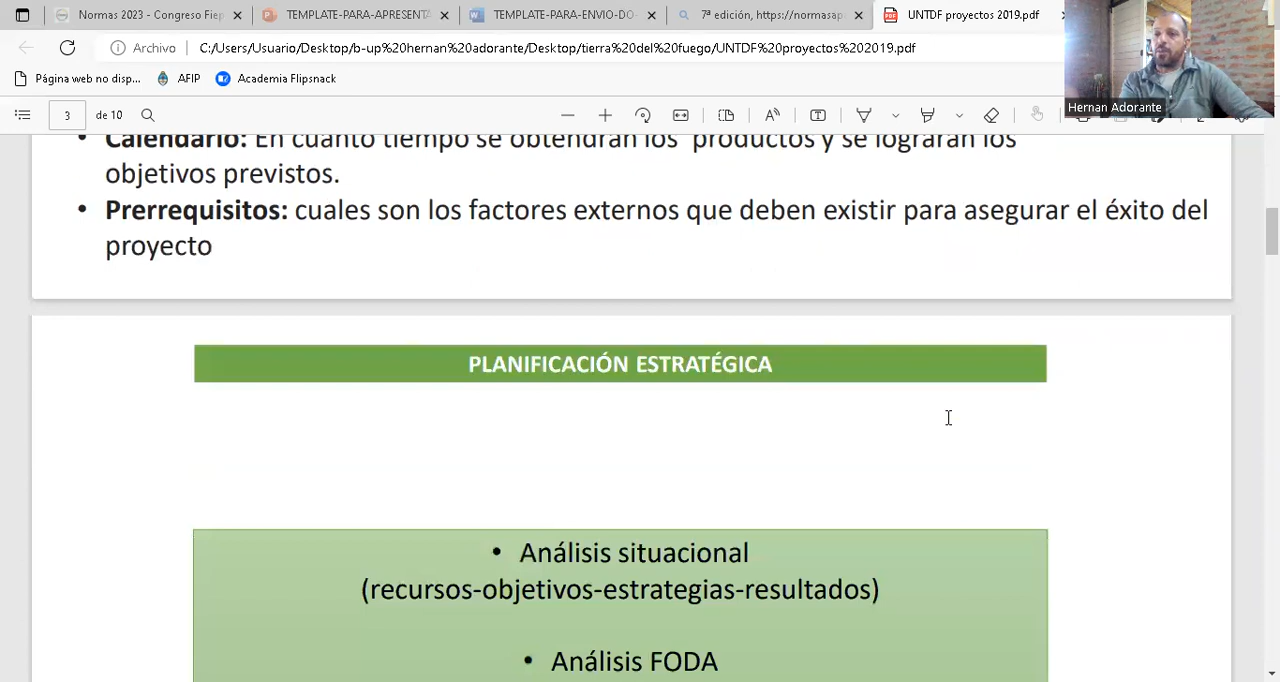 Normas 2023 - Congreso Fiep
TEMPLATE-PARA-APRESENTA
TEMPLATE-PARA-ENVIO-DO-
7ª edición, https://normasap
UNTDF proyectos 2019.pdf
Archivo
C:/Users/Usuario/Desktop/b-up%20hernan%20adorante/Desktop/tierra%20del%20fuego/UNTDF%20proyectos%202019.pdf
Página web no disp...
AFIP
Academia Flipsnack
Hernan Adorante
3
de 10
• Calendario: En cuanto tiempo se obtendrán los productos y se lograrán los
objetivos previstos.
• Prerrequisitos: cuales son los factores externos que deben existir para asegurar el éxito del
proyecto
PLANIFICACIÓN ESTRATÉGICA
• Análisis situacional
(recursos-objetivos-estrategias-resultados)
• Análisis FODA